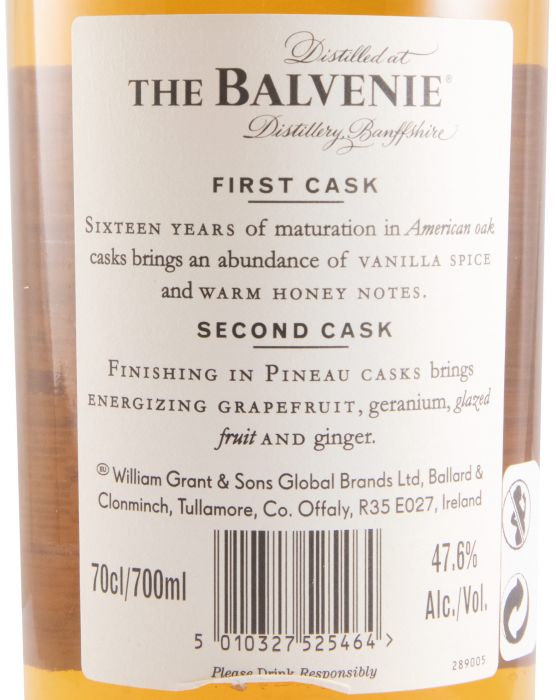 Distilled at
THE BALVENIE®
Distillery, Banffshire
FIRST CASK
SIXTEEN YEARS of maturation in American oak
casks brings an abundance of VANILLA SPICE
and WARM HONEY NOTES.
SECOND CASK
FINISHING IN PINEAU CASKS brings
ENERGIZING GRAPEFRUIT, geranium, glazed
fruit AND ginger.
EU William Grant & Sons Global Brands Ltd, Ballard &
Clonminch, Tullamore, Co. Offaly, R35 E027, Ireland
70cl/700ml
47,6%
Alc./Vol.
5 010327 525464 >
289005
Please Drink Responsibly